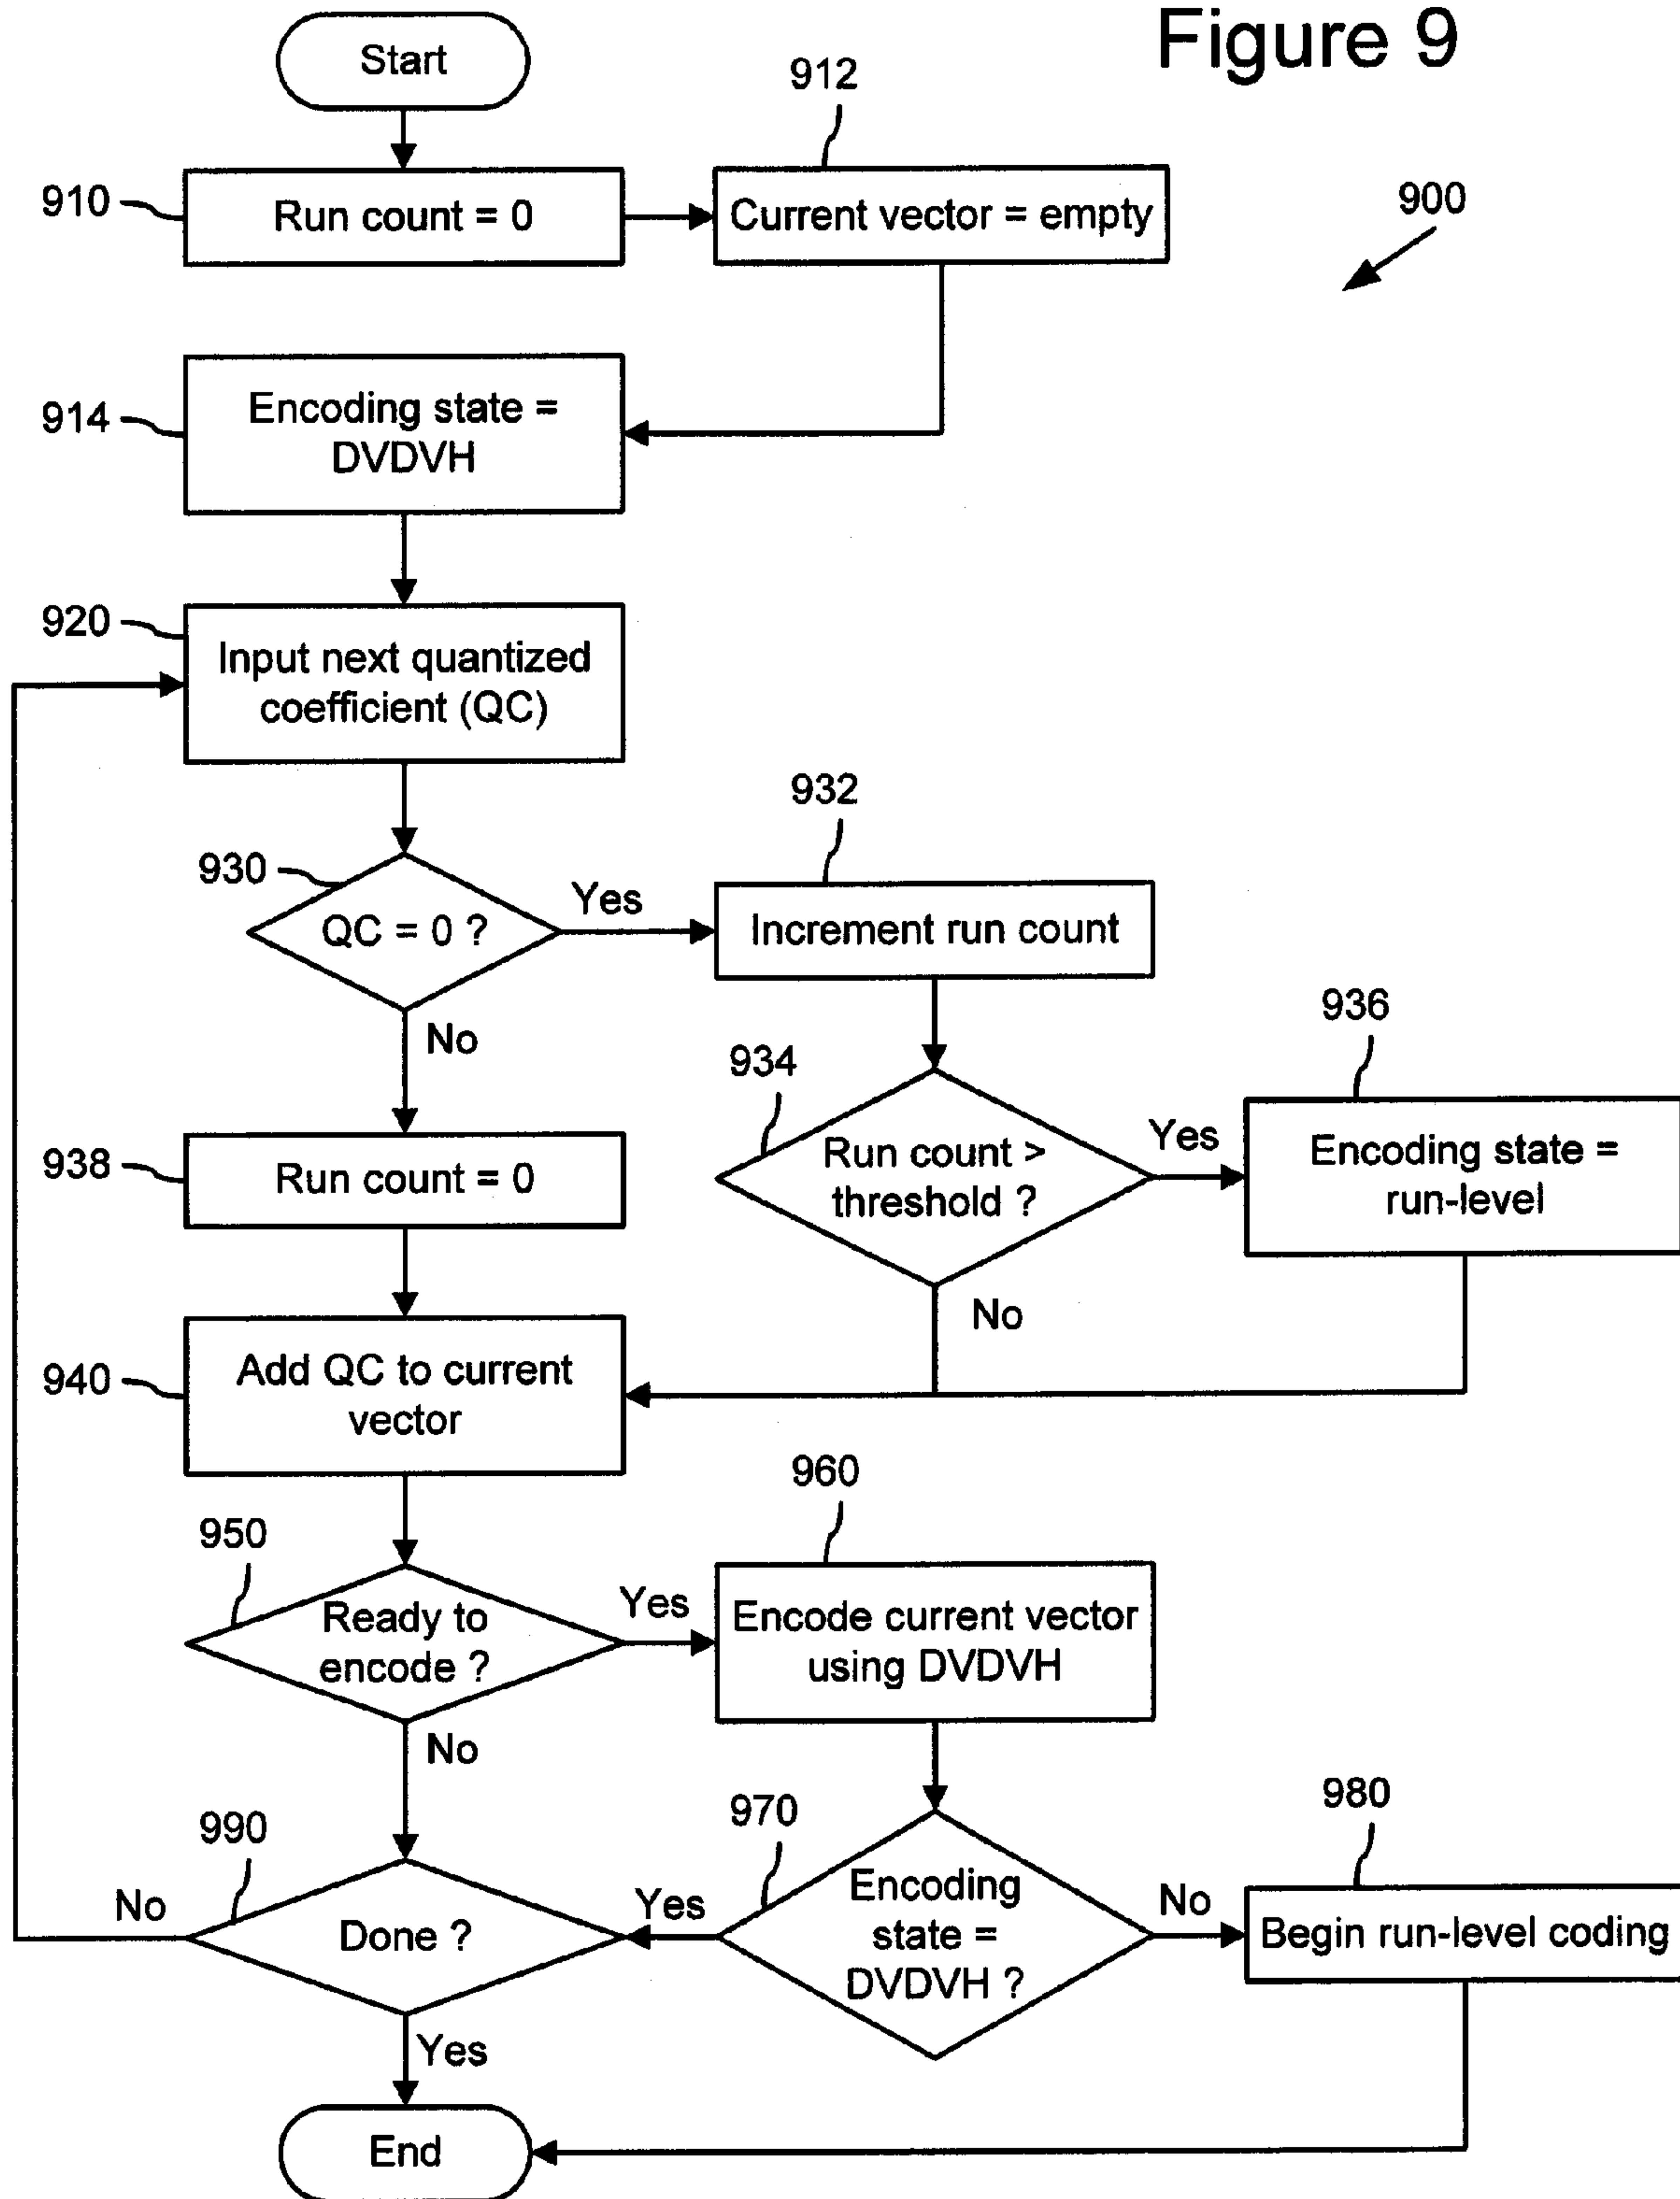 Figure 9
Start
912
910
Run count = 0
Current vector = empty
900
914
Encoding state =
DVDVH
920
Input next quantized
coefficient (QC)
932
930
QC = 0 ?
Yes
Increment run count
No
936
934
938
Run count = 0
Run count >
threshold ?
Yes
Encoding state =
run-level
No
940
Add QC to current
vector
960
950
Ready to
encode ?
Yes
Encode current vector
using DVDVH
No
990
970
980
No
Done ?
Yes
Encoding
state =
DVDVH ?
No
Begin run-level coding
Yes
End